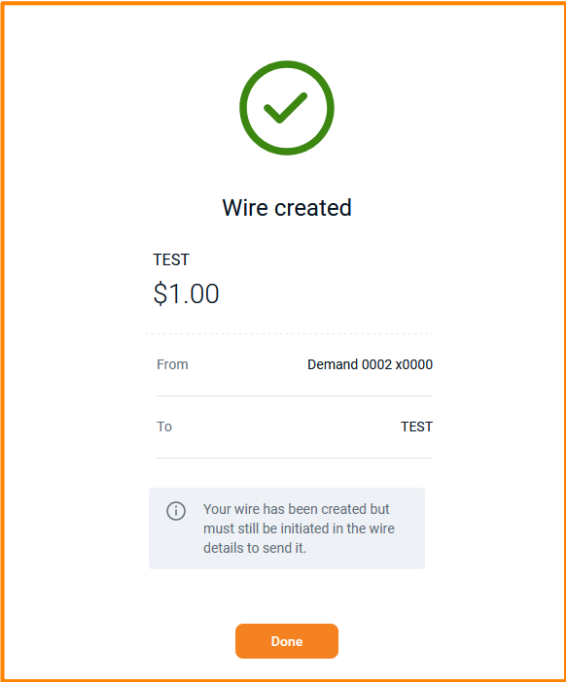 Wire created
TEST
$1.00
From Demand 0002 x0000
To TEST
Your wire has been created but
must still be initiated in the wire
details to send it.
Done